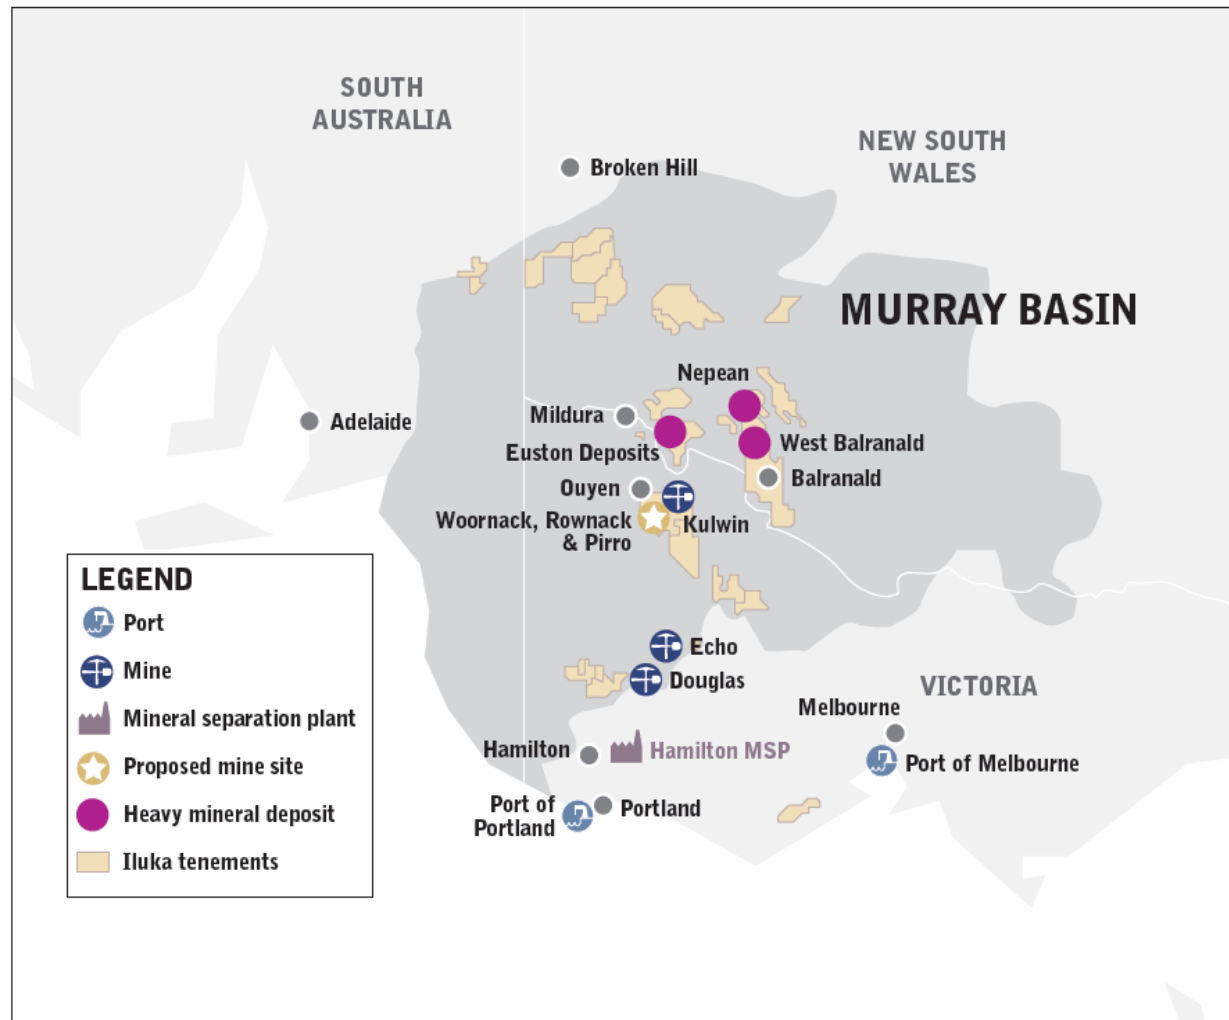 SOUTH
AUSTRALIA
NEW SOUTH
WALES
Broken Hill
MURRAY BASIN
Nepean
Mildura
Adelaide
West Balranald
Euston Deposits
Balranald
Ouyen
Woornack, Rownack
& Pirro
Kulwin
LEGEND
Port
Mine
Mineral separation plant
Proposed mine site
Heavy mineral deposit
Iluka tenements
Echo
Douglas
VICTORIA
Melbourne
Hamilton
Hamilton MSP
Port of Melbourne
Port of
Portland
Portland